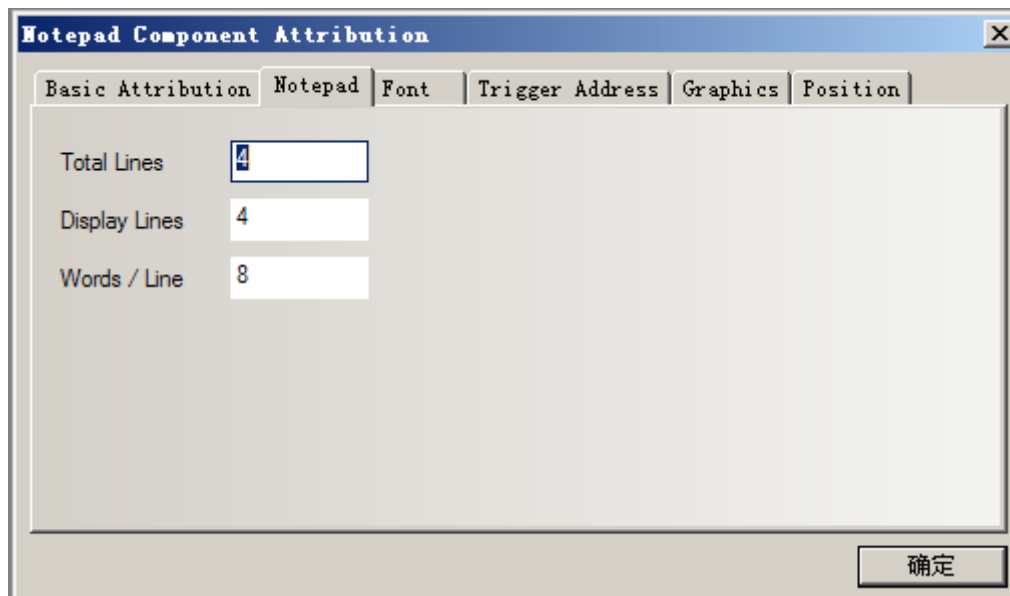 Notepad Component Attribution
Basic Attribution Notepad Font Trigger Address Graphics Position
Total Lines 4
Display Lines 4
Words / Line 8
确定